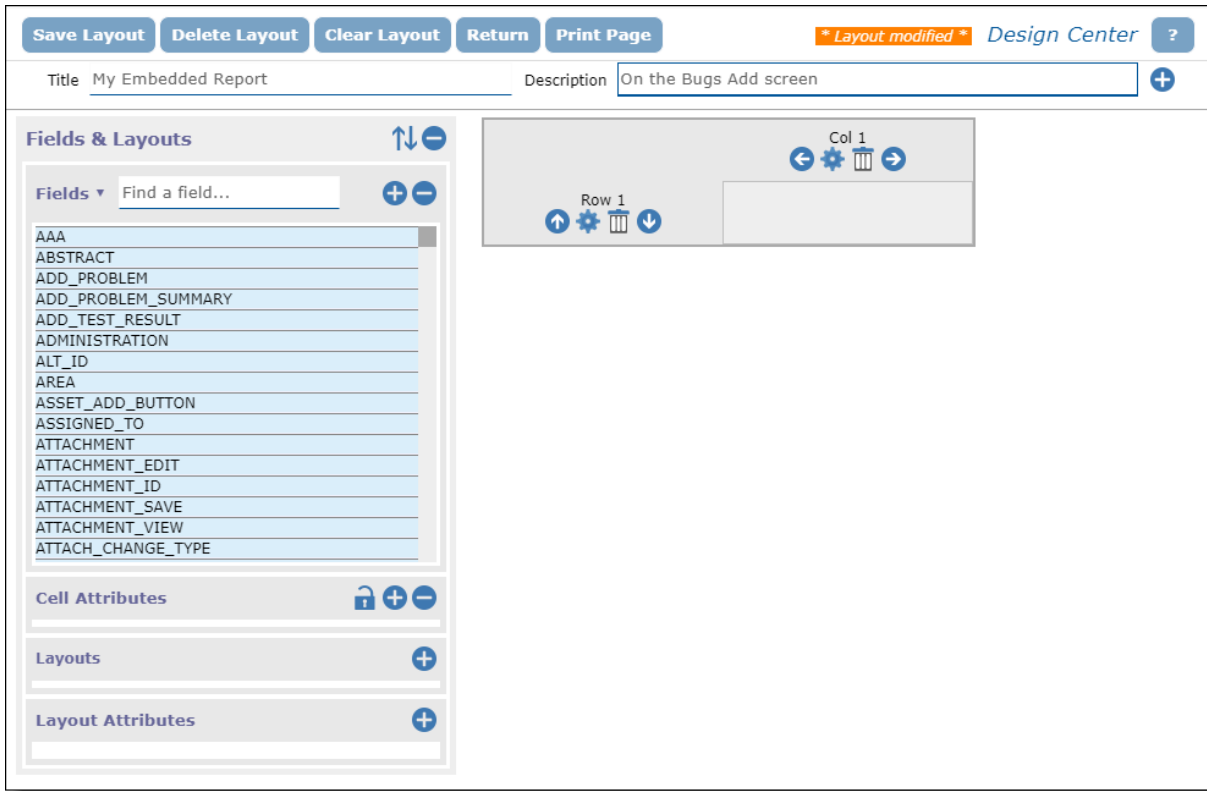 Save Layout Delete Layout Clear Layout Return Print Page * Layout modified * Design Center ?
Title My Embedded Report Description On the Bugs Add screen
Fields & Layouts
Fields Find a field...
AAA
ABSTRACT
ADD_PROBLEM
ADD_PROBLEM_SUMMARY
ADD_TEST_RESULT
ADMINISTRATION
ALT_ID
AREA
ASSET_ADD_BUTTON
ASSIGNED_TO
ATTACHMENT
ATTACHMENT_EDIT
ATTACHMENT_ID
ATTACHMENT_SAVE
ATTACHMENT_VIEW
ATTACH_CHANGE_TYPE
Cell Attributes
Layouts
Layout Attributes
Col 1
Row 1